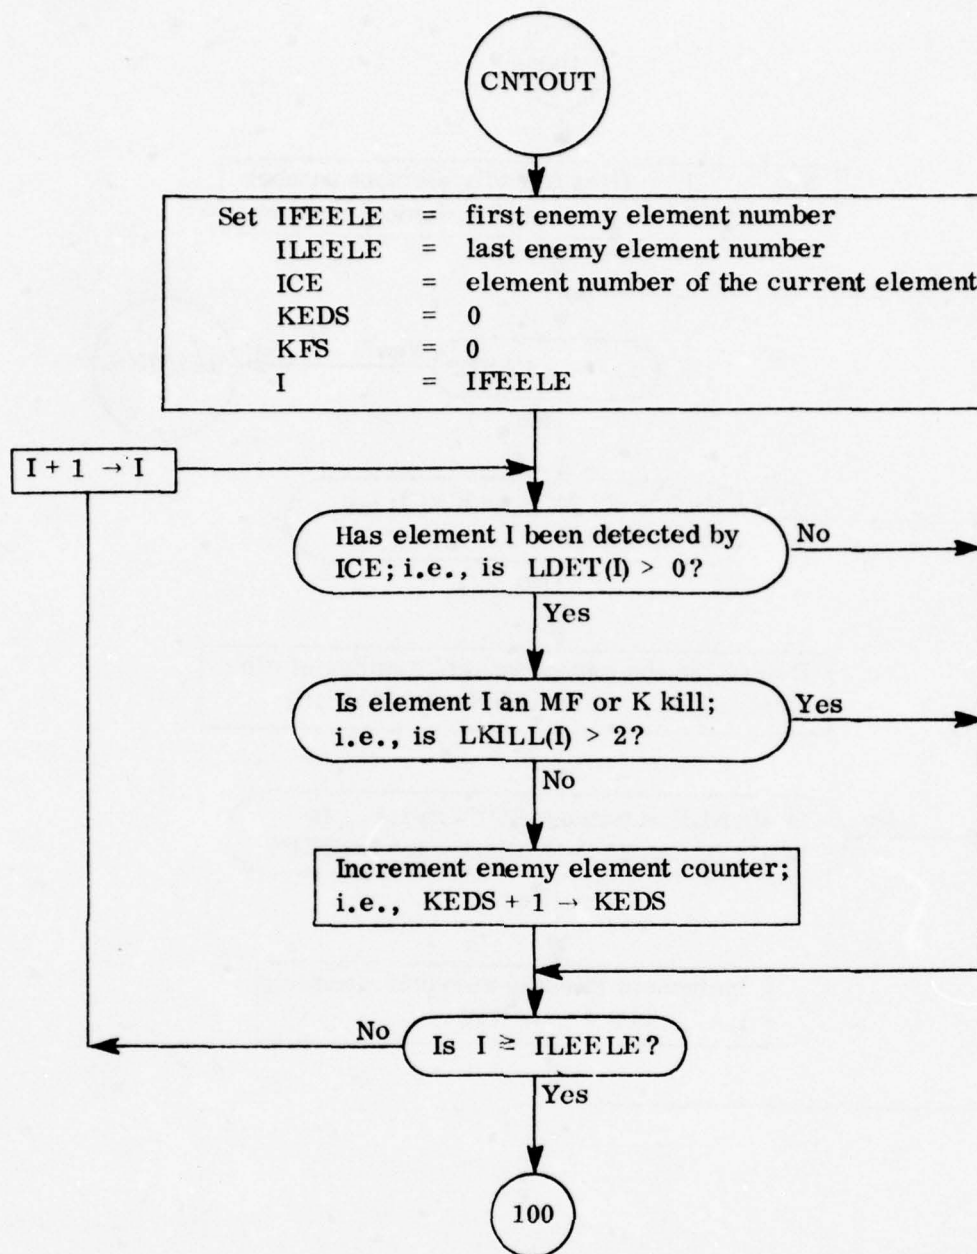 CNTOUT
Set IFEELE = first enemy element number
ILEELE = last enemy element number
ICE = element number of the current element
KEDS = 0
KFS = 0
I = IFEELE
I + 1 → I
Has element I been detected by
ICE; i.e., is LDET(I) > 0?
No
Yes
Is element I an MF or K kill;
i.e., is LKILL(I) > 2?
Yes
No
Increment enemy element counter;
i.e., KEDS + 1 → KEDS
No
Is I ≥ ILEELE?
Yes
100